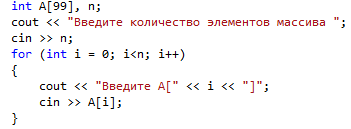 int A[99], n;
cout << "Введите количество элементов массива ";
cin >> n;
for (int i = 0; i<n; i++)
{
cout << "Введите A[" << i << "]";
cin >> A[i];
}